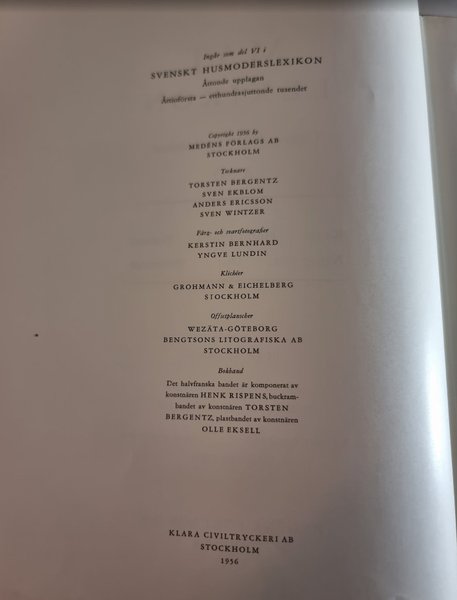 Ingår som del VI i
SVENSKT HUSMODERSLEXIKON
Åttonde upplagan
Åttioförsta — etthundrasjuttonde tusendet
Copyright 1956 by
MEDÉNS FÖRLAGS AB
STOCKHOLM
Tecknare
TORSTEN BERGENTZ
SVEN EKBLOM
ANDERS ERICSSON
SVEN WINTZER
Färg- och svartfotografier
KERSTIN BERNHARD
YNGVE LUNDIN
Klichéer
GROHMANN & EICHELBERG
STOCKHOLM
Offsetplanscher
WEZÄTA-GÖTEBORG
BENGTSONS LITOGRAFISKA AB
STOCKHOLM
Bokband
Det halvfranska bandet är komponerat av
konstnären HENK RISPENS, buckram-
bandet av konstnären TORSTEN
BERGENTZ, plastbandet av konstnären
OLLE EKSELL
KLARA CIVILTRYCKERI AB
STOCKHOLM
1956